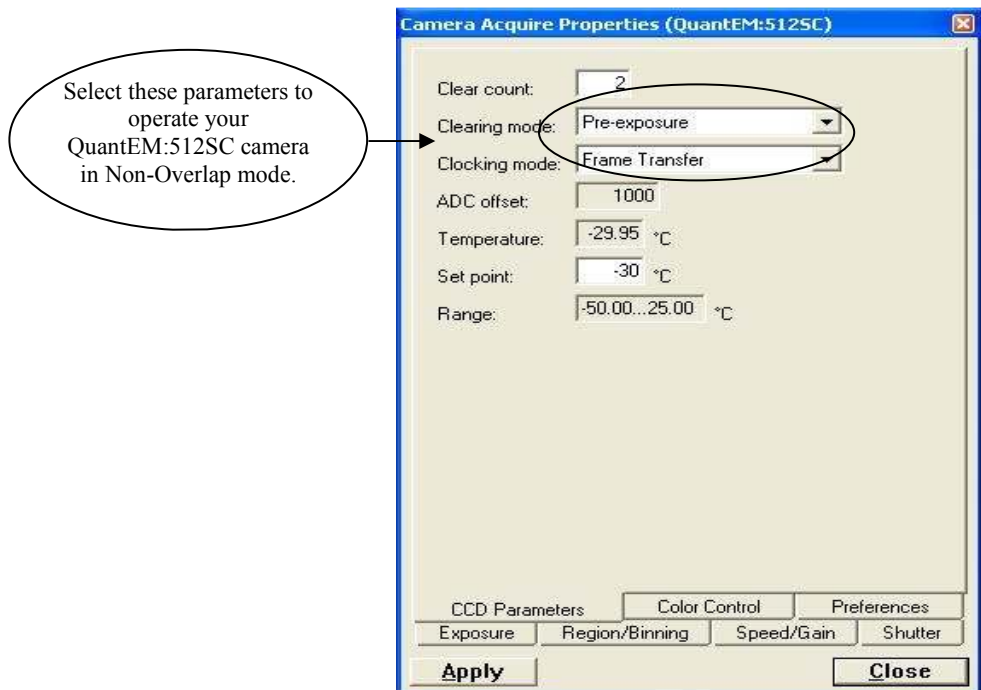 Camera Acquire Properties (QuantEM:512SC)
Select these parameters to
operate your
QuantEM:512SC camera
in Non-Overlap mode.
Clear count: 2
Clearing mode: Pre-exposure
Clocking mode: Frame Transfer
ADC offset: 1000
Temperature: -29.95 °C
Set point: -30 °C
Range: -50.00...25.00 °C
CCD Parameters Color Control Preferences
Exposure Region/Binning Speed/Gain Shutter
Apply Close